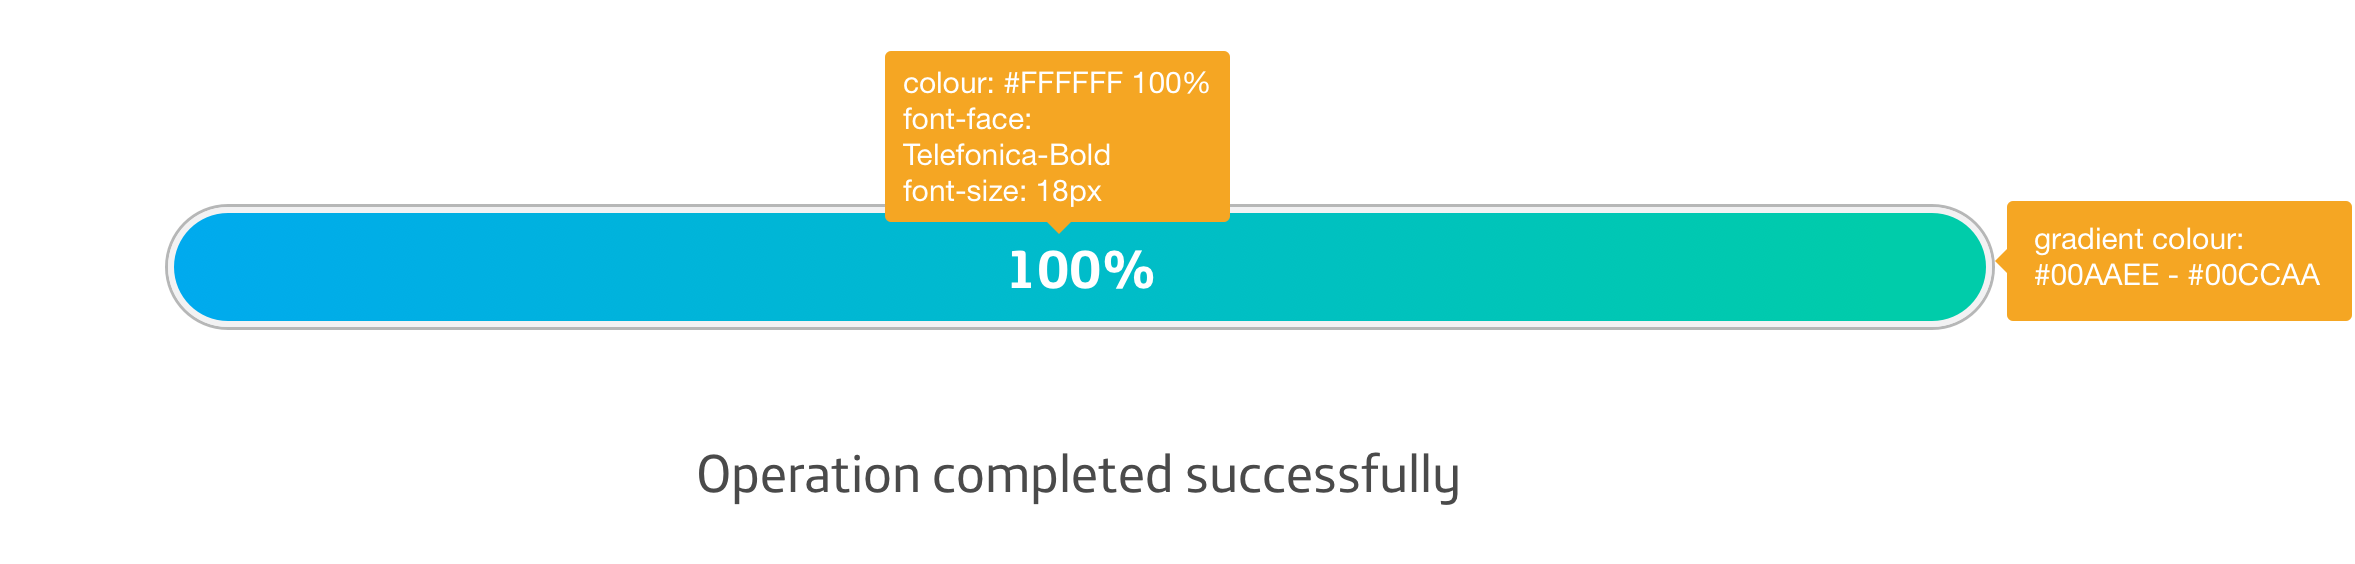 colour: #FFFFFF 100%
font-face:
Telefonica-Bold
font-size: 18px
100%
gradient colour:
#00AAEE - #00CCAA
Operation completed successfully